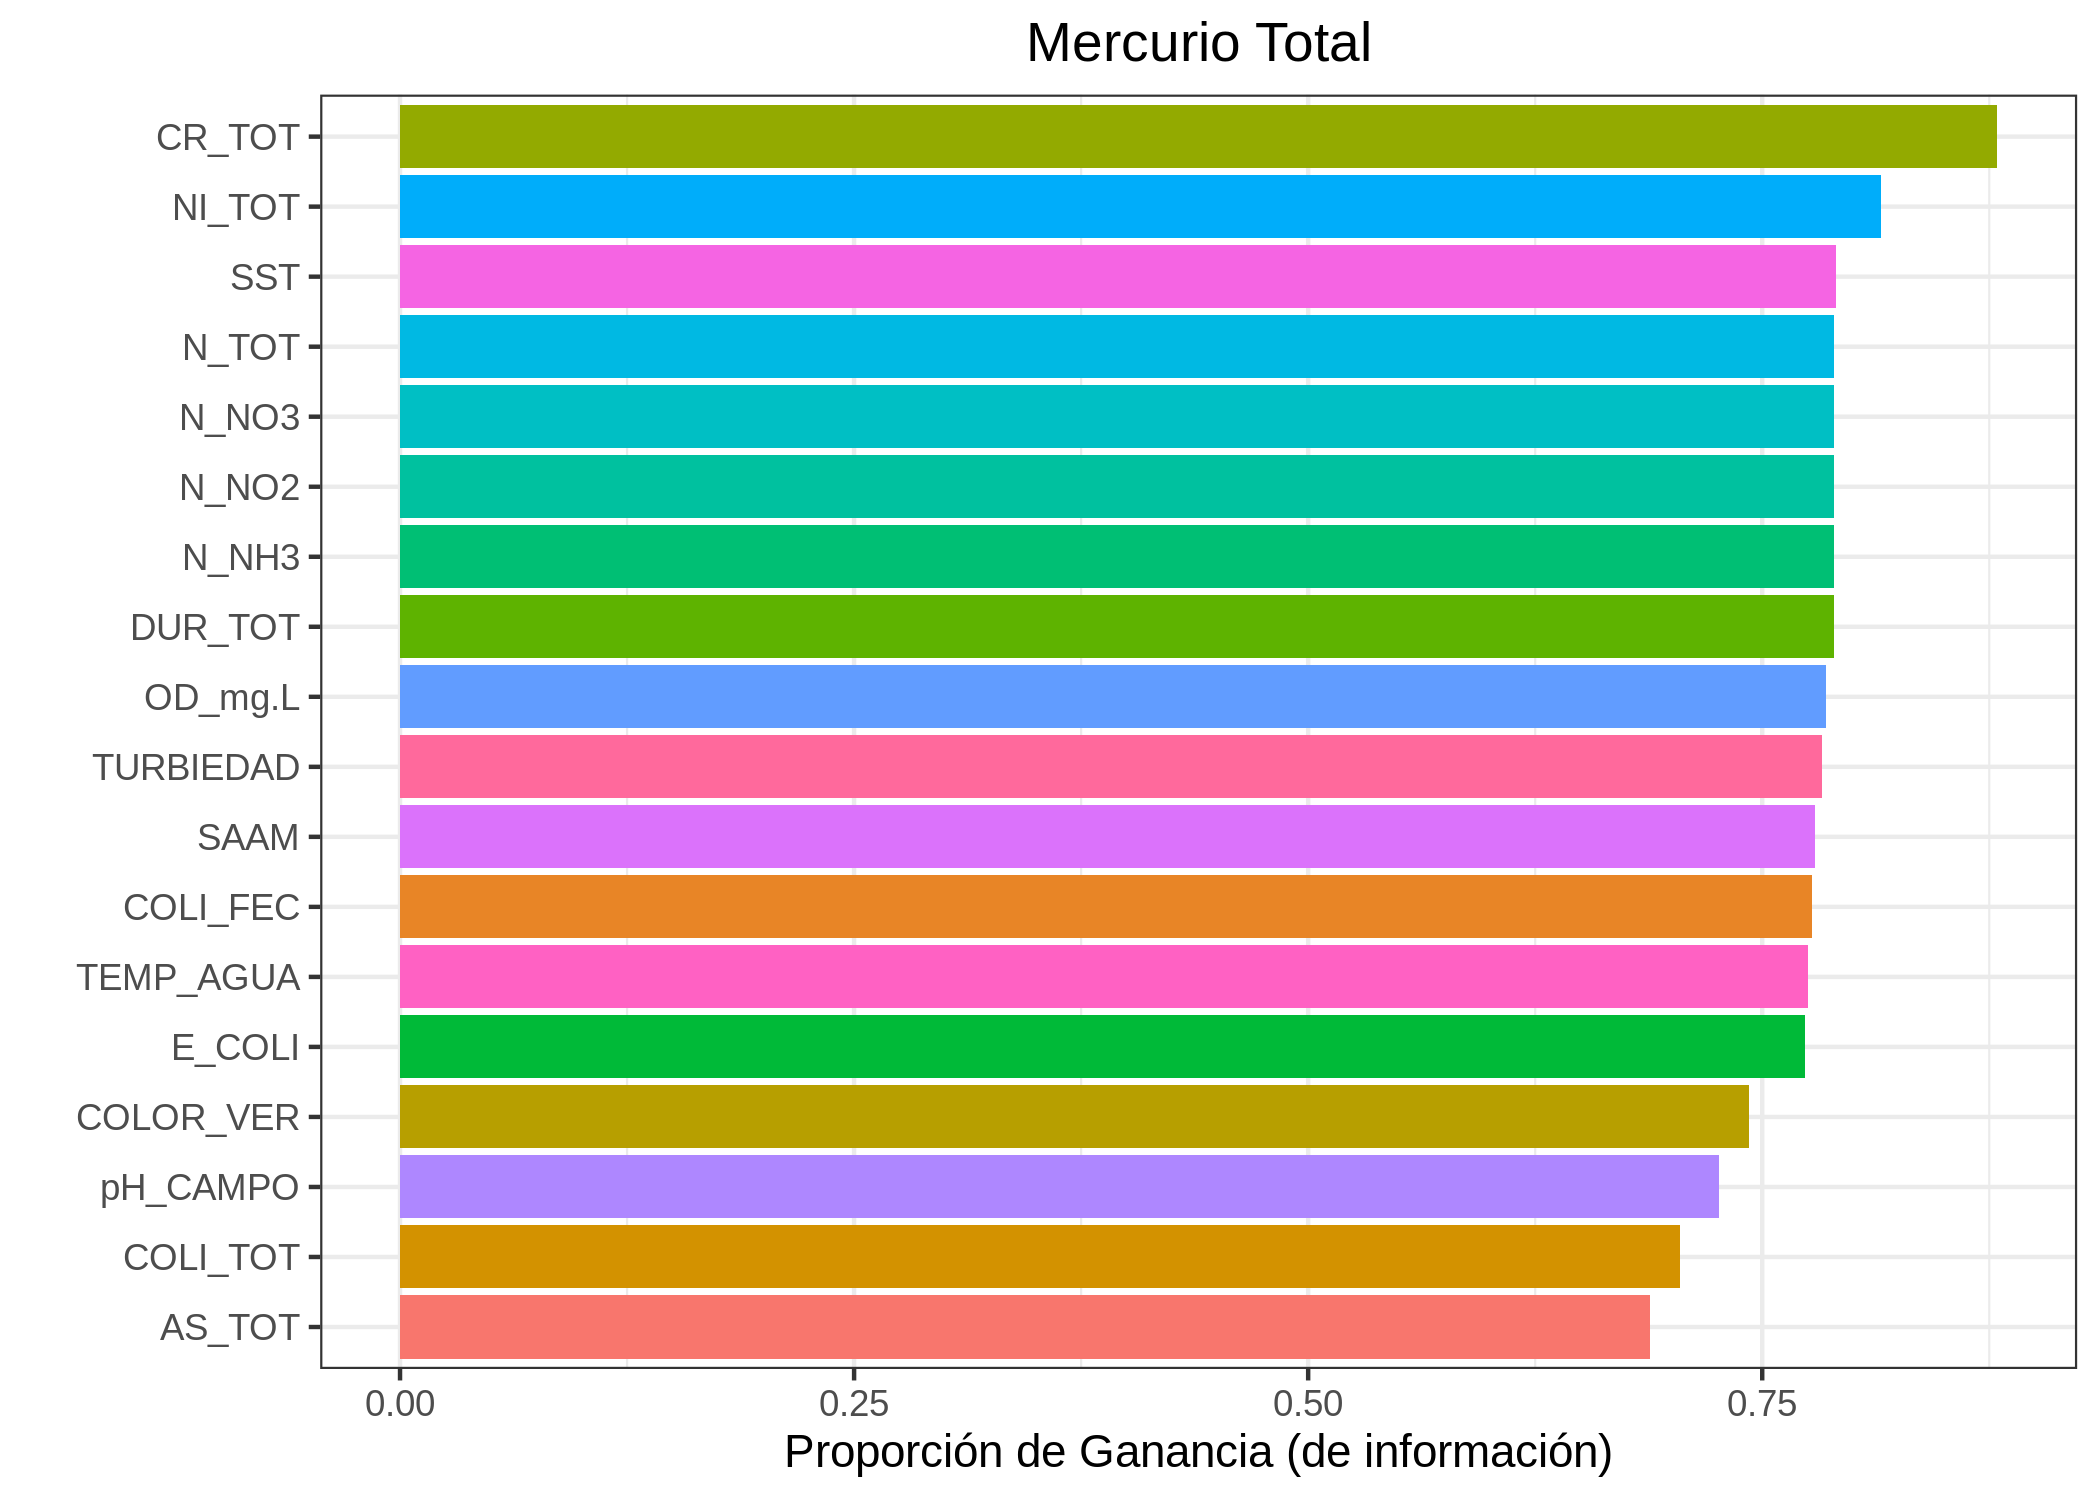 Mercurio Total
CR_TOT
NI_TOT
SST
N_TOT
N_NO3
N_NO2
N_NH3
DUR_TOT
OD_mg.L
TURBIEDAD
SAAM
COLI_FEC
TEMP_AGUA
E_COLI
COLOR_VER
pH_CAMPO
COLI_TOT
AS_TOT
0.00 0.25 0.50 0.75
Proporción de Ganancia (de información)